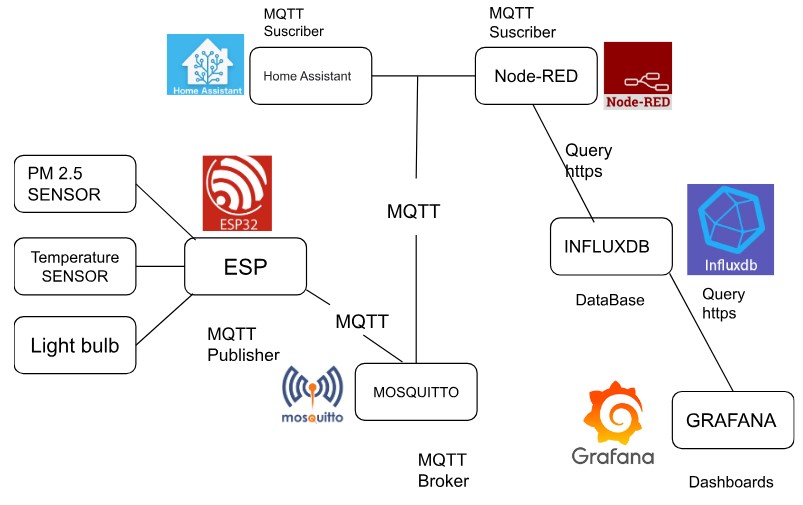 MQTT
Suscriber
Home Assistant
Home Assistant
MQTT
Suscriber
Node-RED
Node-RED
PM 2.5
SENSOR
Temperature
SENSOR
Light bulb
ESP32
ESP
MQTT
Publisher
MQTT
MQTT
mosquitto
MOSQUITTO
MQTT
Broker
Query
https
INFLUXDB
DataBase
Influxdb
Query
https
Grafana
GRAFANA
Dashboards